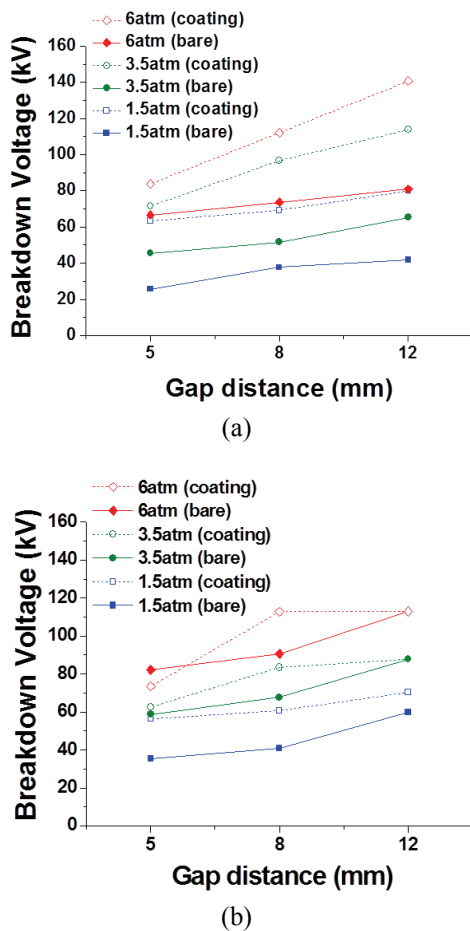 6atm (coating)
6atm (bare)
3.5atm (coating)
3.5atm (bare)
1.5atm (coating)
1.5atm (bare)
Breakdown Voltage (kV)
160
140
120
100
80
60
40
20
0
5
8
12
Gap distance (mm)
(a)
6atm (coating)
6atm (bare)
3.5atm (coating)
3.5atm (bare)
1.5atm (coating)
1.5atm (bare)
Breakdown Voltage (kV)
160
140
120
100
80
60
40
20
0
5
8
12
Gap distance (mm)
(b)